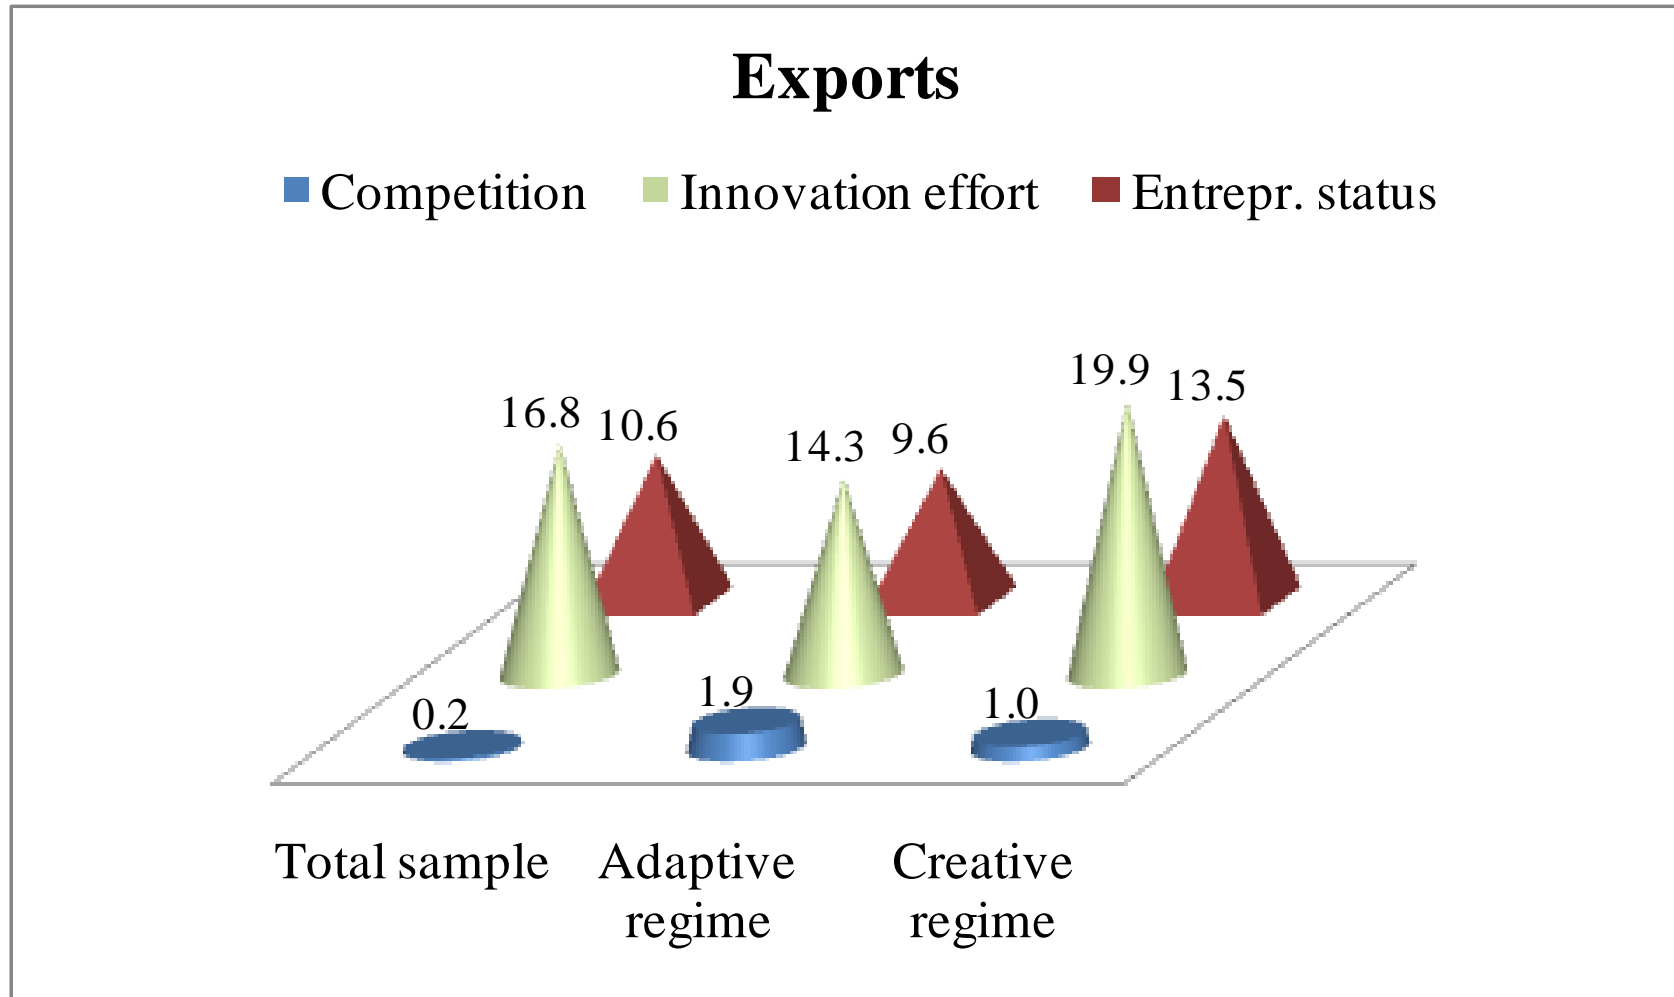 Exports
Competition Innovation effort Entrepr. status
19.9 13.5
16.8 10.6 14.3 9.6
0.2 1.9 1.0
Total sample Adaptive Creative
regime regime